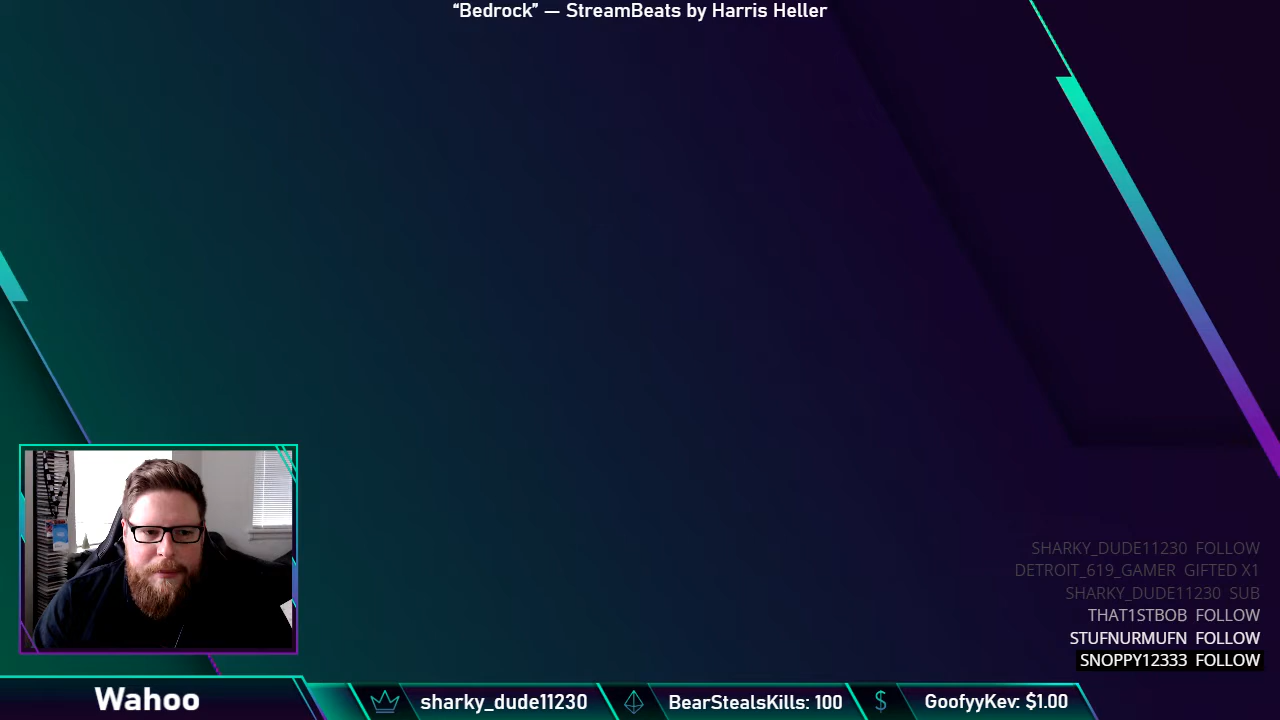 “Bedrock” — StreamBeats by Harris Heller
SHARKY_DUDE11230 FOLLOW
DETROIT_619_GAMER GIFTED X1
SHARKY_DUDE11230 SUB
THAT1STBOB FOLLOW
STUFNURMUFN FOLLOW
SNOPPY12333 FOLLOW
Wahoo
sharky_dude11230
BearStealsKills: 100
$
GoofyyKev: $1.00